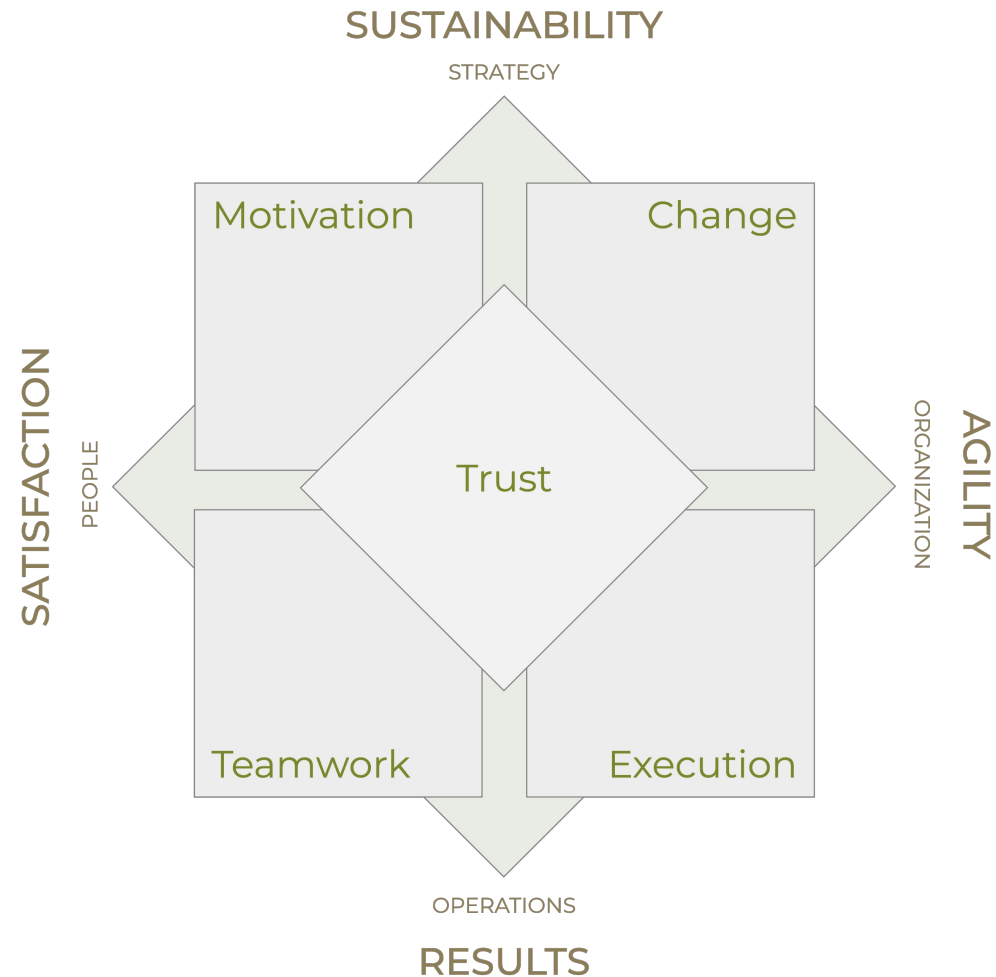 SUSTAINABILITY
STRATEGY
Motivation
Change
SATISFACTION
PEOPLE
Trust
ORGANIZATION
AGILITY
Teamwork
Execution
OPERATIONS
RESULTS